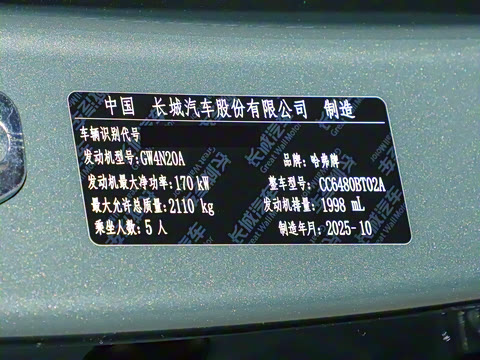 中国 长城汽车股份有限公司 制造
车辆识别代号
发动机型号:GW4N20A 品牌:哈弗牌
发动机最大净功率:170 kW 整车型号:CC6480BT02A
最大允许总质量:2110 kg 发动机排量:1998 mL
乘坐人数:5 人 制造年月:2025-10